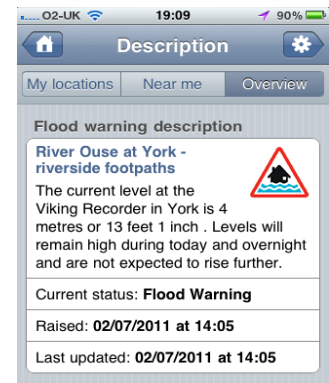 O2-UK 19:09 90%
Description
My locations Near me Overview
Flood warning description
River Ouse at York -
riverside footpaths
The current level at the
Viking Recorder in York is 4
metres or 13 feet 1 inch . Levels will
remain high during today and overnight
and are not expected to rise further.
Current status: Flood Warning
Raised: 02/07/2011 at 14:05
Last updated: 02/07/2011 at 14:05